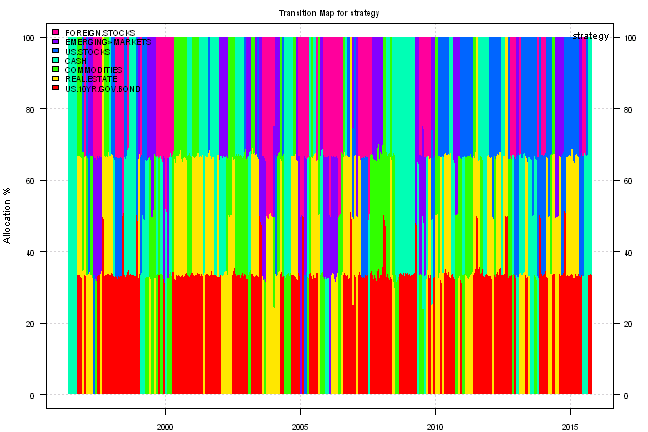 Transition Map for strategy
strategy
FOREIGN.STOCKS
EMERGING>MARKETS
US.STOCKS
CASH
COMMODITIES
REAL.ESTATE
US.10YR.GOV.BOND
Allocation %
100
80
60
40
20
0
100
80
60
40
20
0
2000
2005
2010
2015